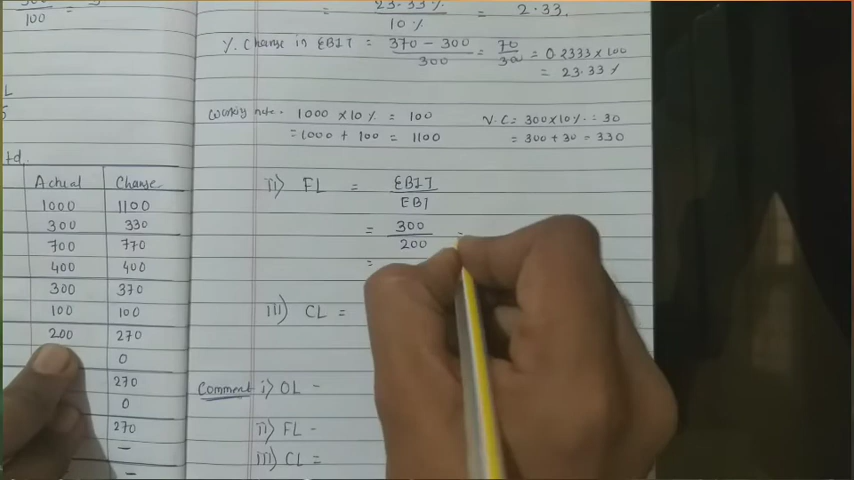 100
= 23.33 % / 10 % = 2.33.
% Change in EBIT = 370 - 300 / 300 = 70 / 300 = 0.2333 x 100
= 23.33 %
L
5
Working note - 1000 x 10 % = 100
= 1000 + 100 = 1100
V.C = 300 x 10 % = 30
= 300 + 30 = 330
td.
Actual Change
1000 1100
300 330
700 770
400 400
300 370
100 100
200 270
0
270
0
270
-
-
II) FL = EBIT / EBT
= 300 / 200 =
=
III) CL =
Comment i) OL -
II) FL -
III) CL =